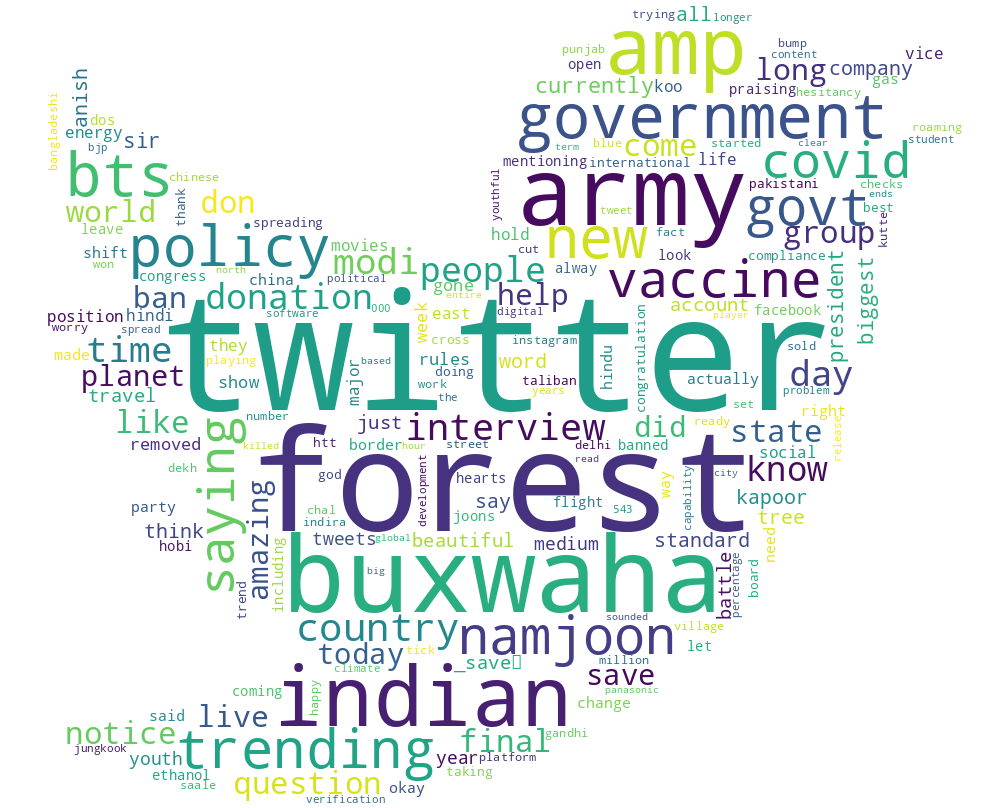 trying all longer
amp
punjab open bump content long company vice
currently koo praising hesitancy gas
bangladeshi dos anish
energy bjp sir
government roaming
term blue come started clear student
bts chinese
mentioning international life covid
world leave thank don spreading
youthful army tweet pakistani checks
govt best ends
shift won policy movies
hold new fact group kutte
congress north china political modi people
cut alway look compliance
ban donation gone help vaccine president biggest
position hindi software 000 week east digital account player facebook
worry spread twitter entire instagram congratulation sold
made time they playing cross rules word hindu actually problem day
planet show major based doing taliban
travel work the years set ready right
like number just interview did state release
removed killed htt border hour street delhi banned social
saying dekh god read city know
party amazing forest hearts capability kapoor
think chal development say flight 543 way tree
hobi indira joons need
tweets global beautiful medium standard
including big buxwaha battle percentage board
trend sounded
country namjoon village
today tick let
climate _save million save
coming happy indian panasonic change
said live
notice trending final gandhi
jungkook youth year platform
ethanol question taking
saale verification okay